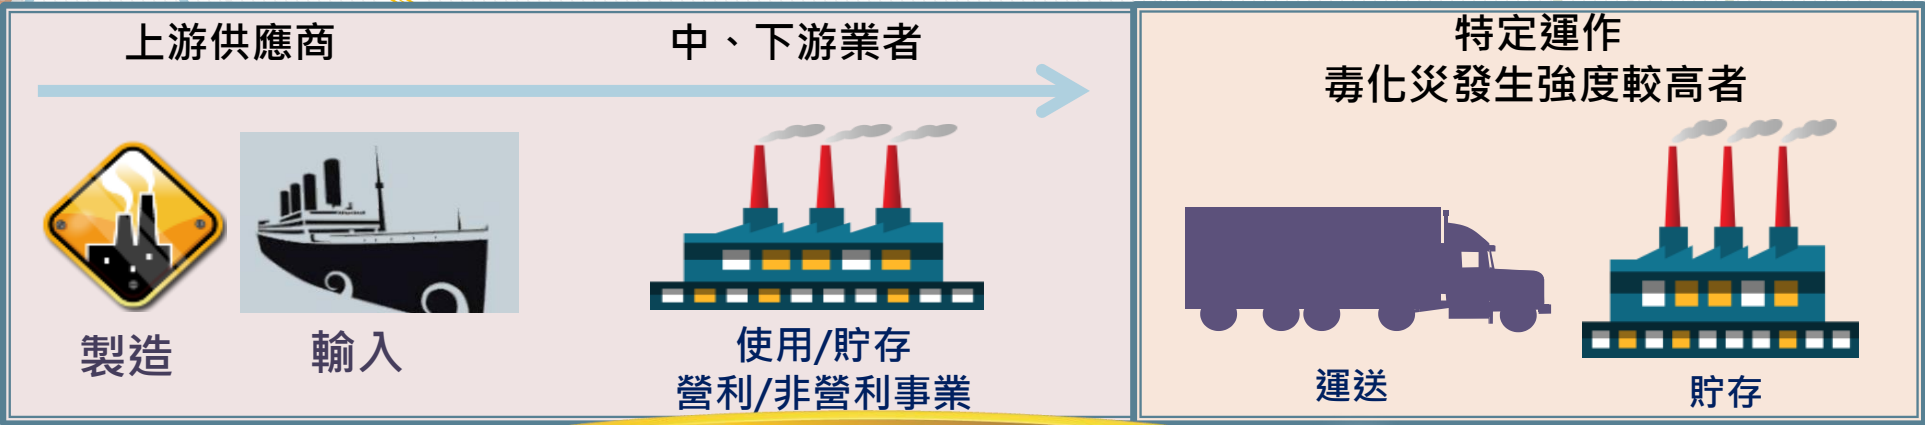 上游供應商
中、下游業者
製造
輸入
使用/貯存
營利/非營利事業
特定運作
毒化災發生強度較高者
運送
貯存